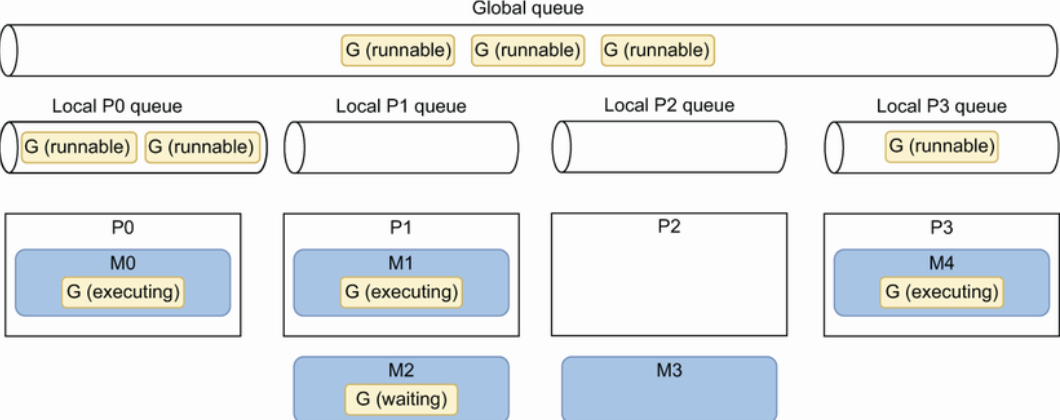 Global queue
G (runnable) G (runnable) G (runnable)
Local P0 queue Local P1 queue Local P2 queue Local P3 queue
G (runnable) G (runnable) G (runnable)
P0 P1 P2 P3
M0 M1 M4
G (executing) G (executing) G (executing)
M2 M3
G (waiting)